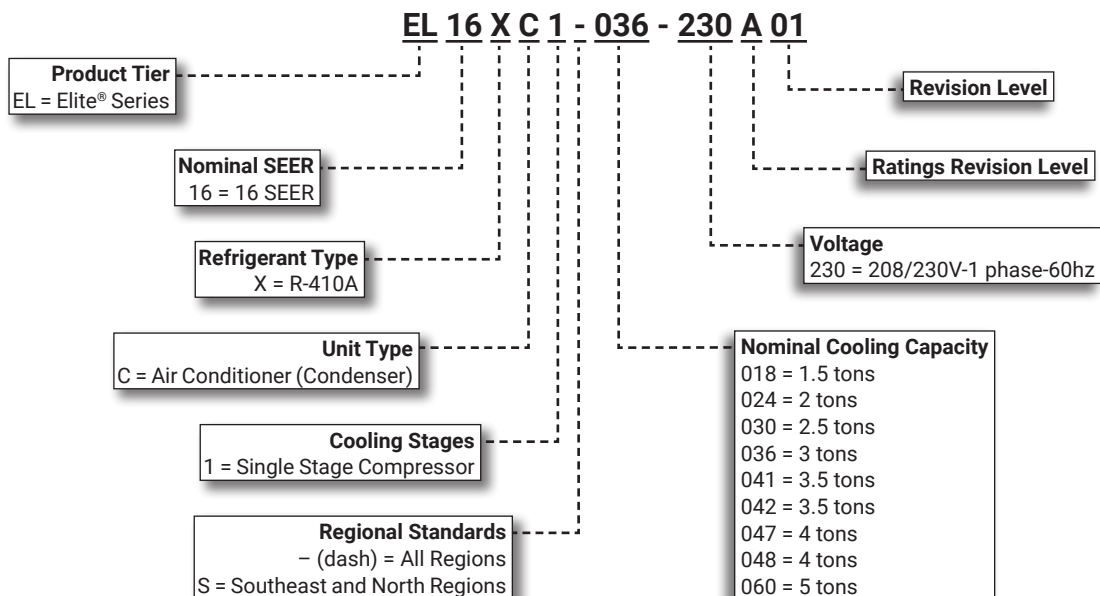 EL 16 X C 1 - 036 - 230 A 01
Product Tier
EL = Elite® Series
Revision Level
Nominal SEER
16 = 16 SEER
Ratings Revision Level
Refrigerant Type
X = R-410A
Voltage
230 = 208/230V-1 phase-60hz
Unit Type
C = Air Conditioner (Condenser)
Cooling Stages
1 = Single Stage Compressor
Regional Standards
– (dash) = All Regions
S = Southeast and North Regions
Nominal Cooling Capacity
018 = 1.5 tons
024 = 2 tons
030 = 2.5 tons
036 = 3 tons
041 = 3.5 tons
042 = 3.5 tons
047 = 4 tons
048 = 4 tons
060 = 5 tons